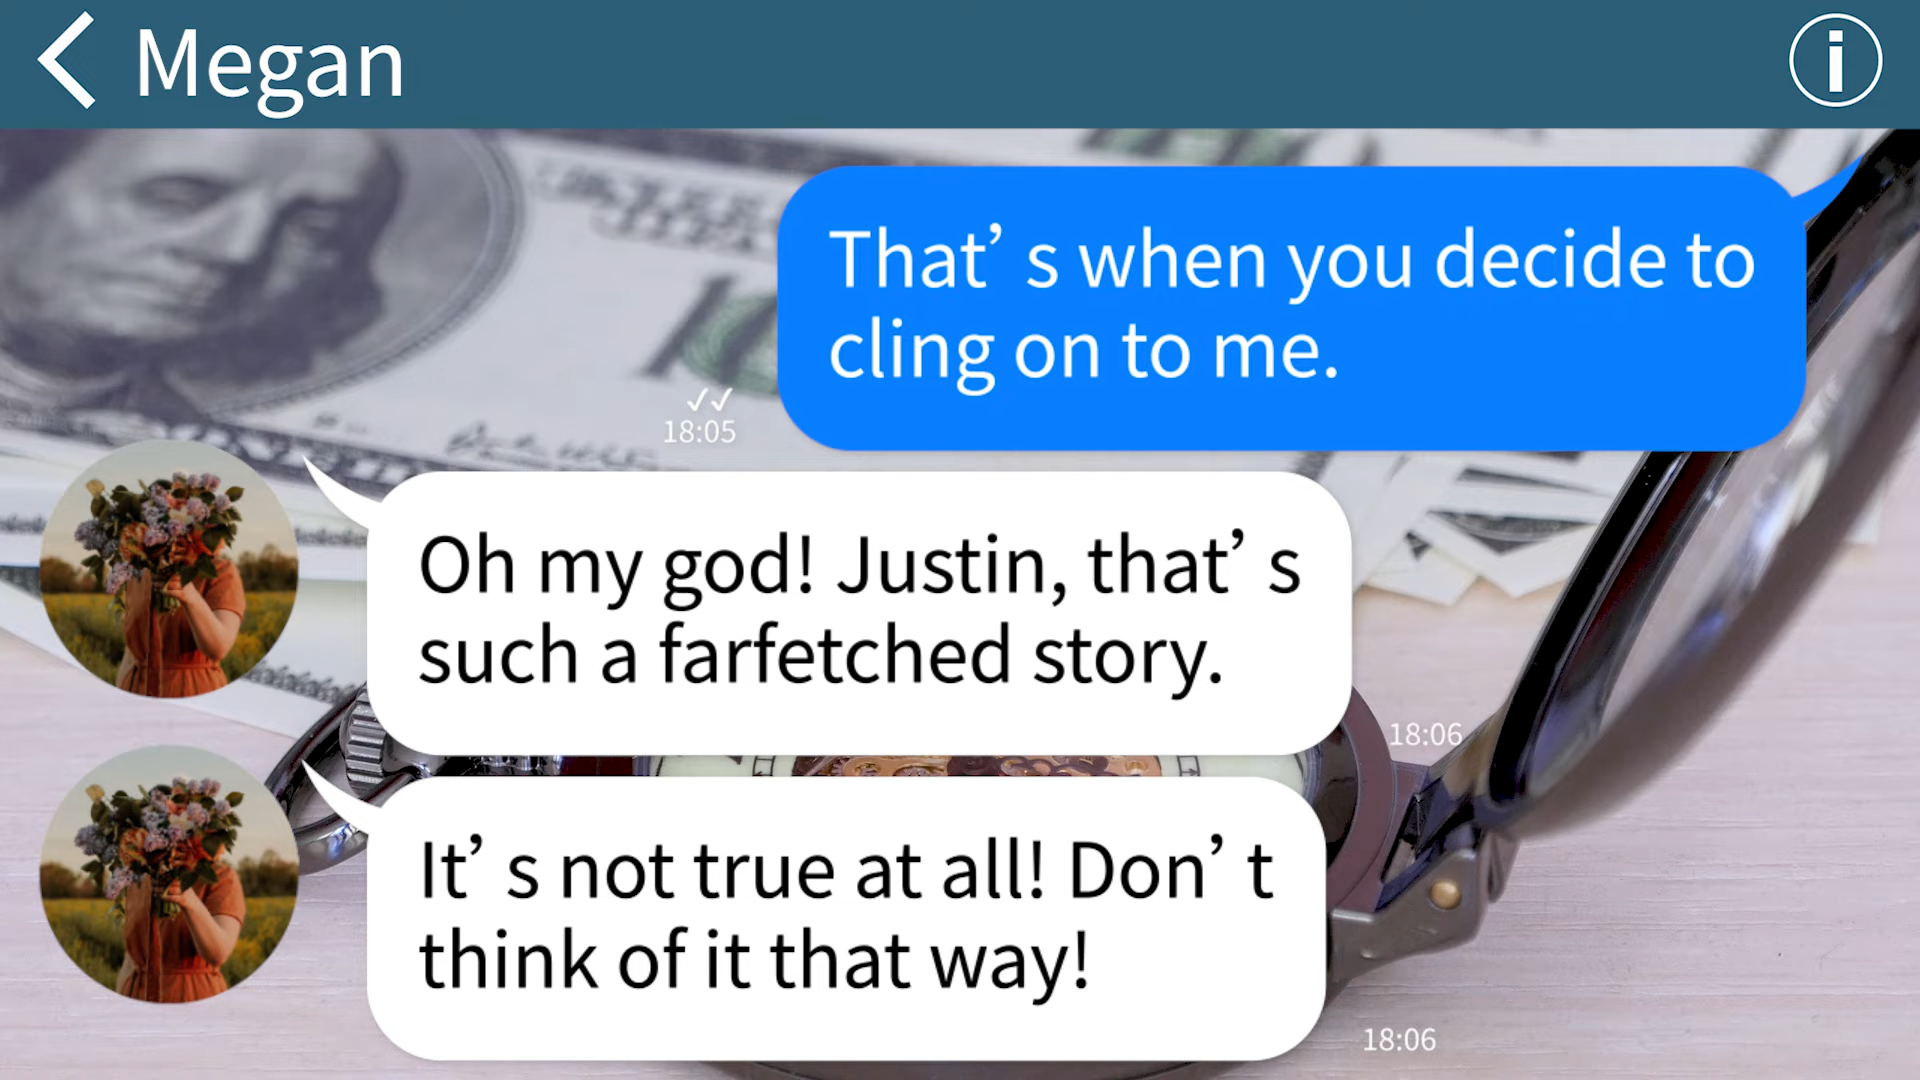 Megan
That’s when you decide to
cling on to me.
✓✓
18:05
Oh my god! Justin, that’s
such a farfetched story.
18:06
It’s not true at all! Don’t
think of it that way!
18:06